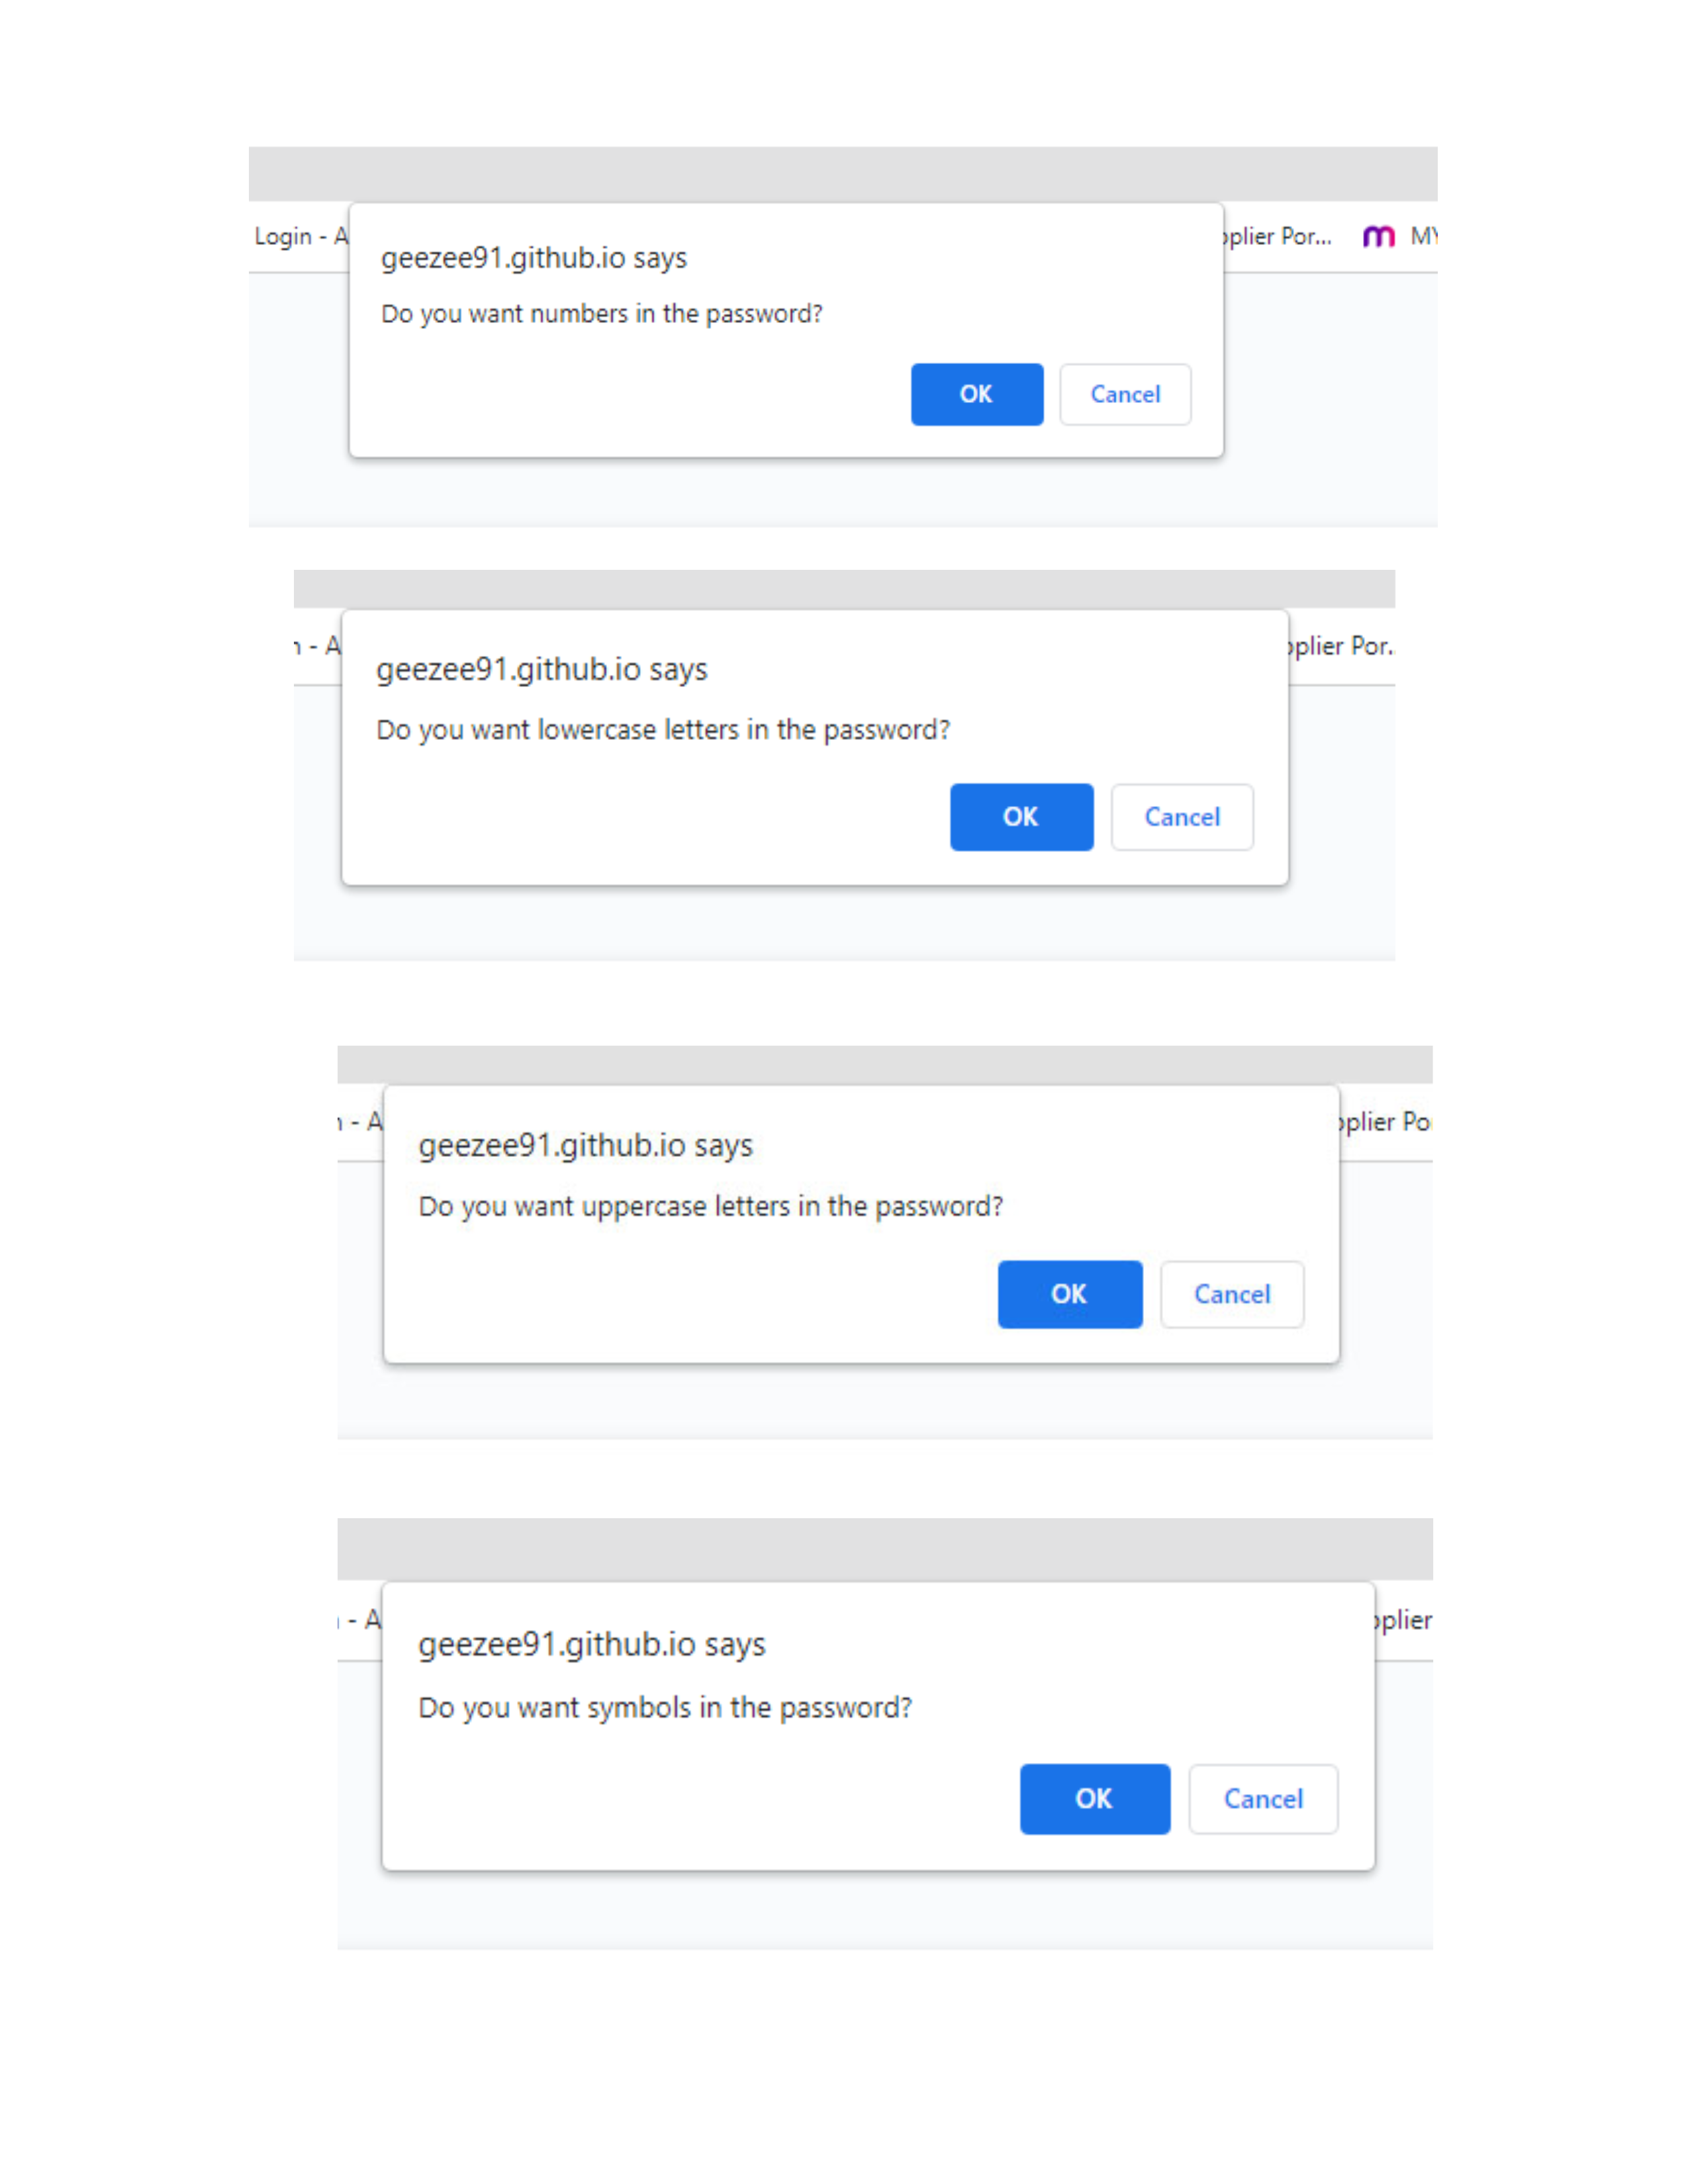 Login - A
geezee91.github.io says
Do you want numbers in the password?
OK Cancel
Por...
m MY
- A
geezee91.github.io says
Do you want lowercase letters in the password?
OK Cancel
plier Por..
- A
geezee91.github.io says
Do you want uppercase letters in the password?
OK Cancel
plier Po
- A
geezee91.github.io says
Do you want symbols in the password?
OK Cancel
plier